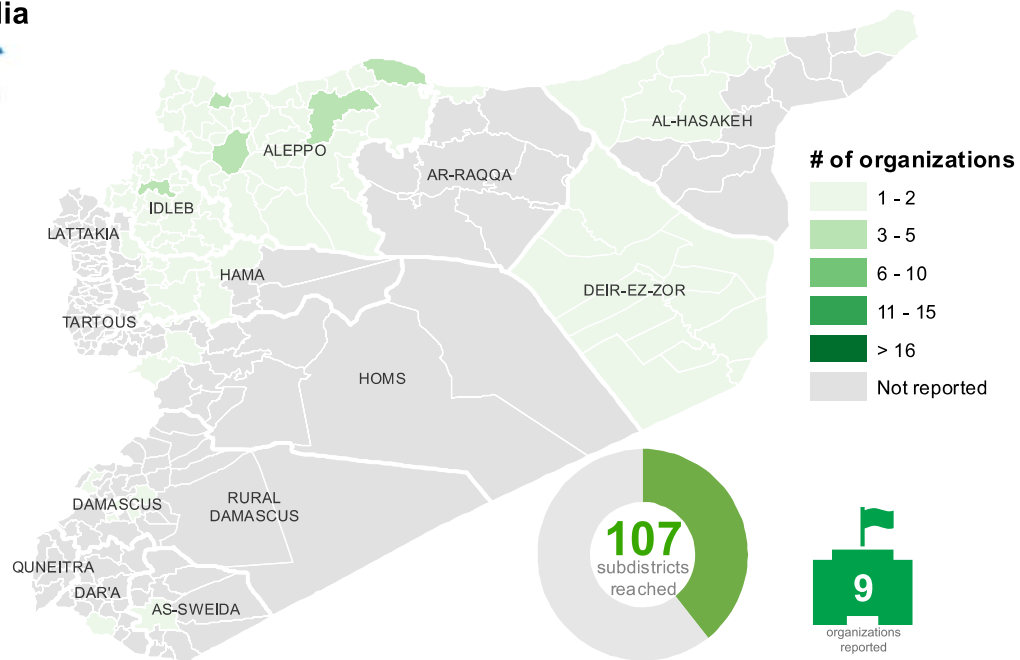 lia
AL-HASAKEH
ALEPPO
AR-RAQQA
IDLEB
LATTAKIA
HAMA
DEIR-EZ-ZOR
TARTOUS
HOMS
RURAL
DAMASCUS
DAMASCUS
QUNEITRA
DAR'A
AS-SWEIDA
# of organizations
1 - 2
3 - 5
6 - 10
11 - 15
> 16
Not reported
107
subdistricts
reached
9
organizations
reported